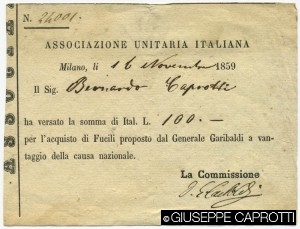 N. 24001.
ASSOCIAZIONE UNITARIA ITALIANA
Milano, li 16 Novembre 1859
Il Sig. Bernardo Caprotti
ha versato la somma di Ital. L. 100.—
per l'acquisto di Fucili proposto dal Generale Garibaldi a van-
taggio della causa nazionale.
La Commissione
© GIUSEPPE CAPROTTI